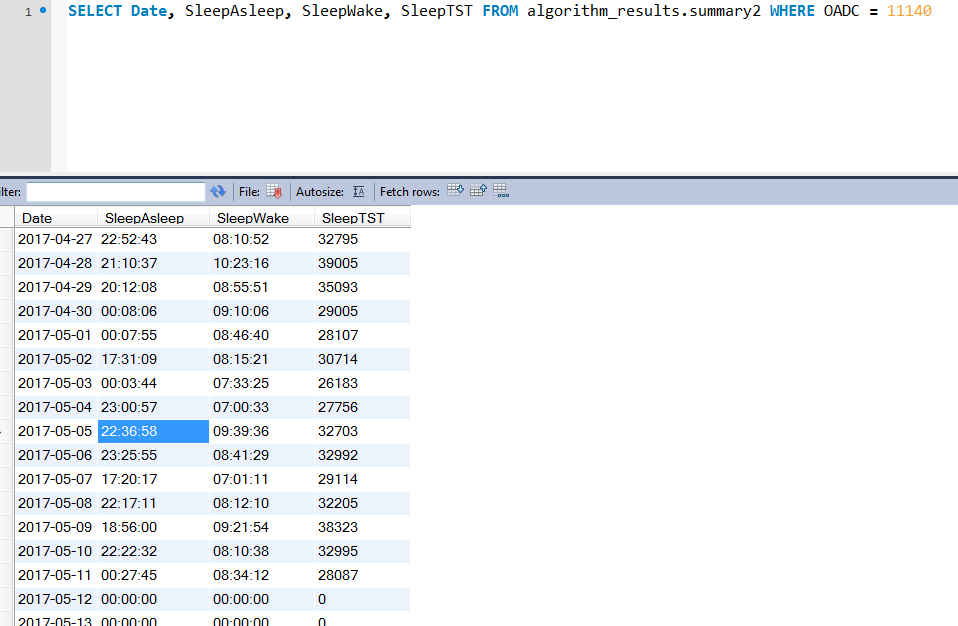 1 SELECT Date, SleepAsleep, SleepWake, SleepTST FROM algorithm_results.summary2 WHERE OADC = 11140
lter: File: Autosize: Fetch rows:
Date SleepAsleep SleepWake SleepTST
2017-04-27 22:52:43 08:10:52 32795
2017-04-28 21:10:37 10:23:16 39005
2017-04-29 20:12:08 08:55:51 35093
2017-04-30 00:08:06 09:10:06 29005
2017-05-01 00:07:55 08:46:40 28107
2017-05-02 17:31:09 08:15:21 30714
2017-05-03 00:03:44 07:33:25 26183
2017-05-04 23:00:57 07:00:33 27756
2017-05-05 22:36:58 09:39:36 32703
2017-05-06 23:25:55 08:41:29 32992
2017-05-07 17:20:17 07:01:11 29114
2017-05-08 22:17:11 08:12:10 32205
2017-05-09 18:56:00 09:21:54 38323
2017-05-10 22:22:32 08:10:38 32995
2017-05-11 00:27:45 08:34:12 28087
2017-05-12 00:00:00 00:00:00 0
2017-05-13 00:00:00 00:00:00 0